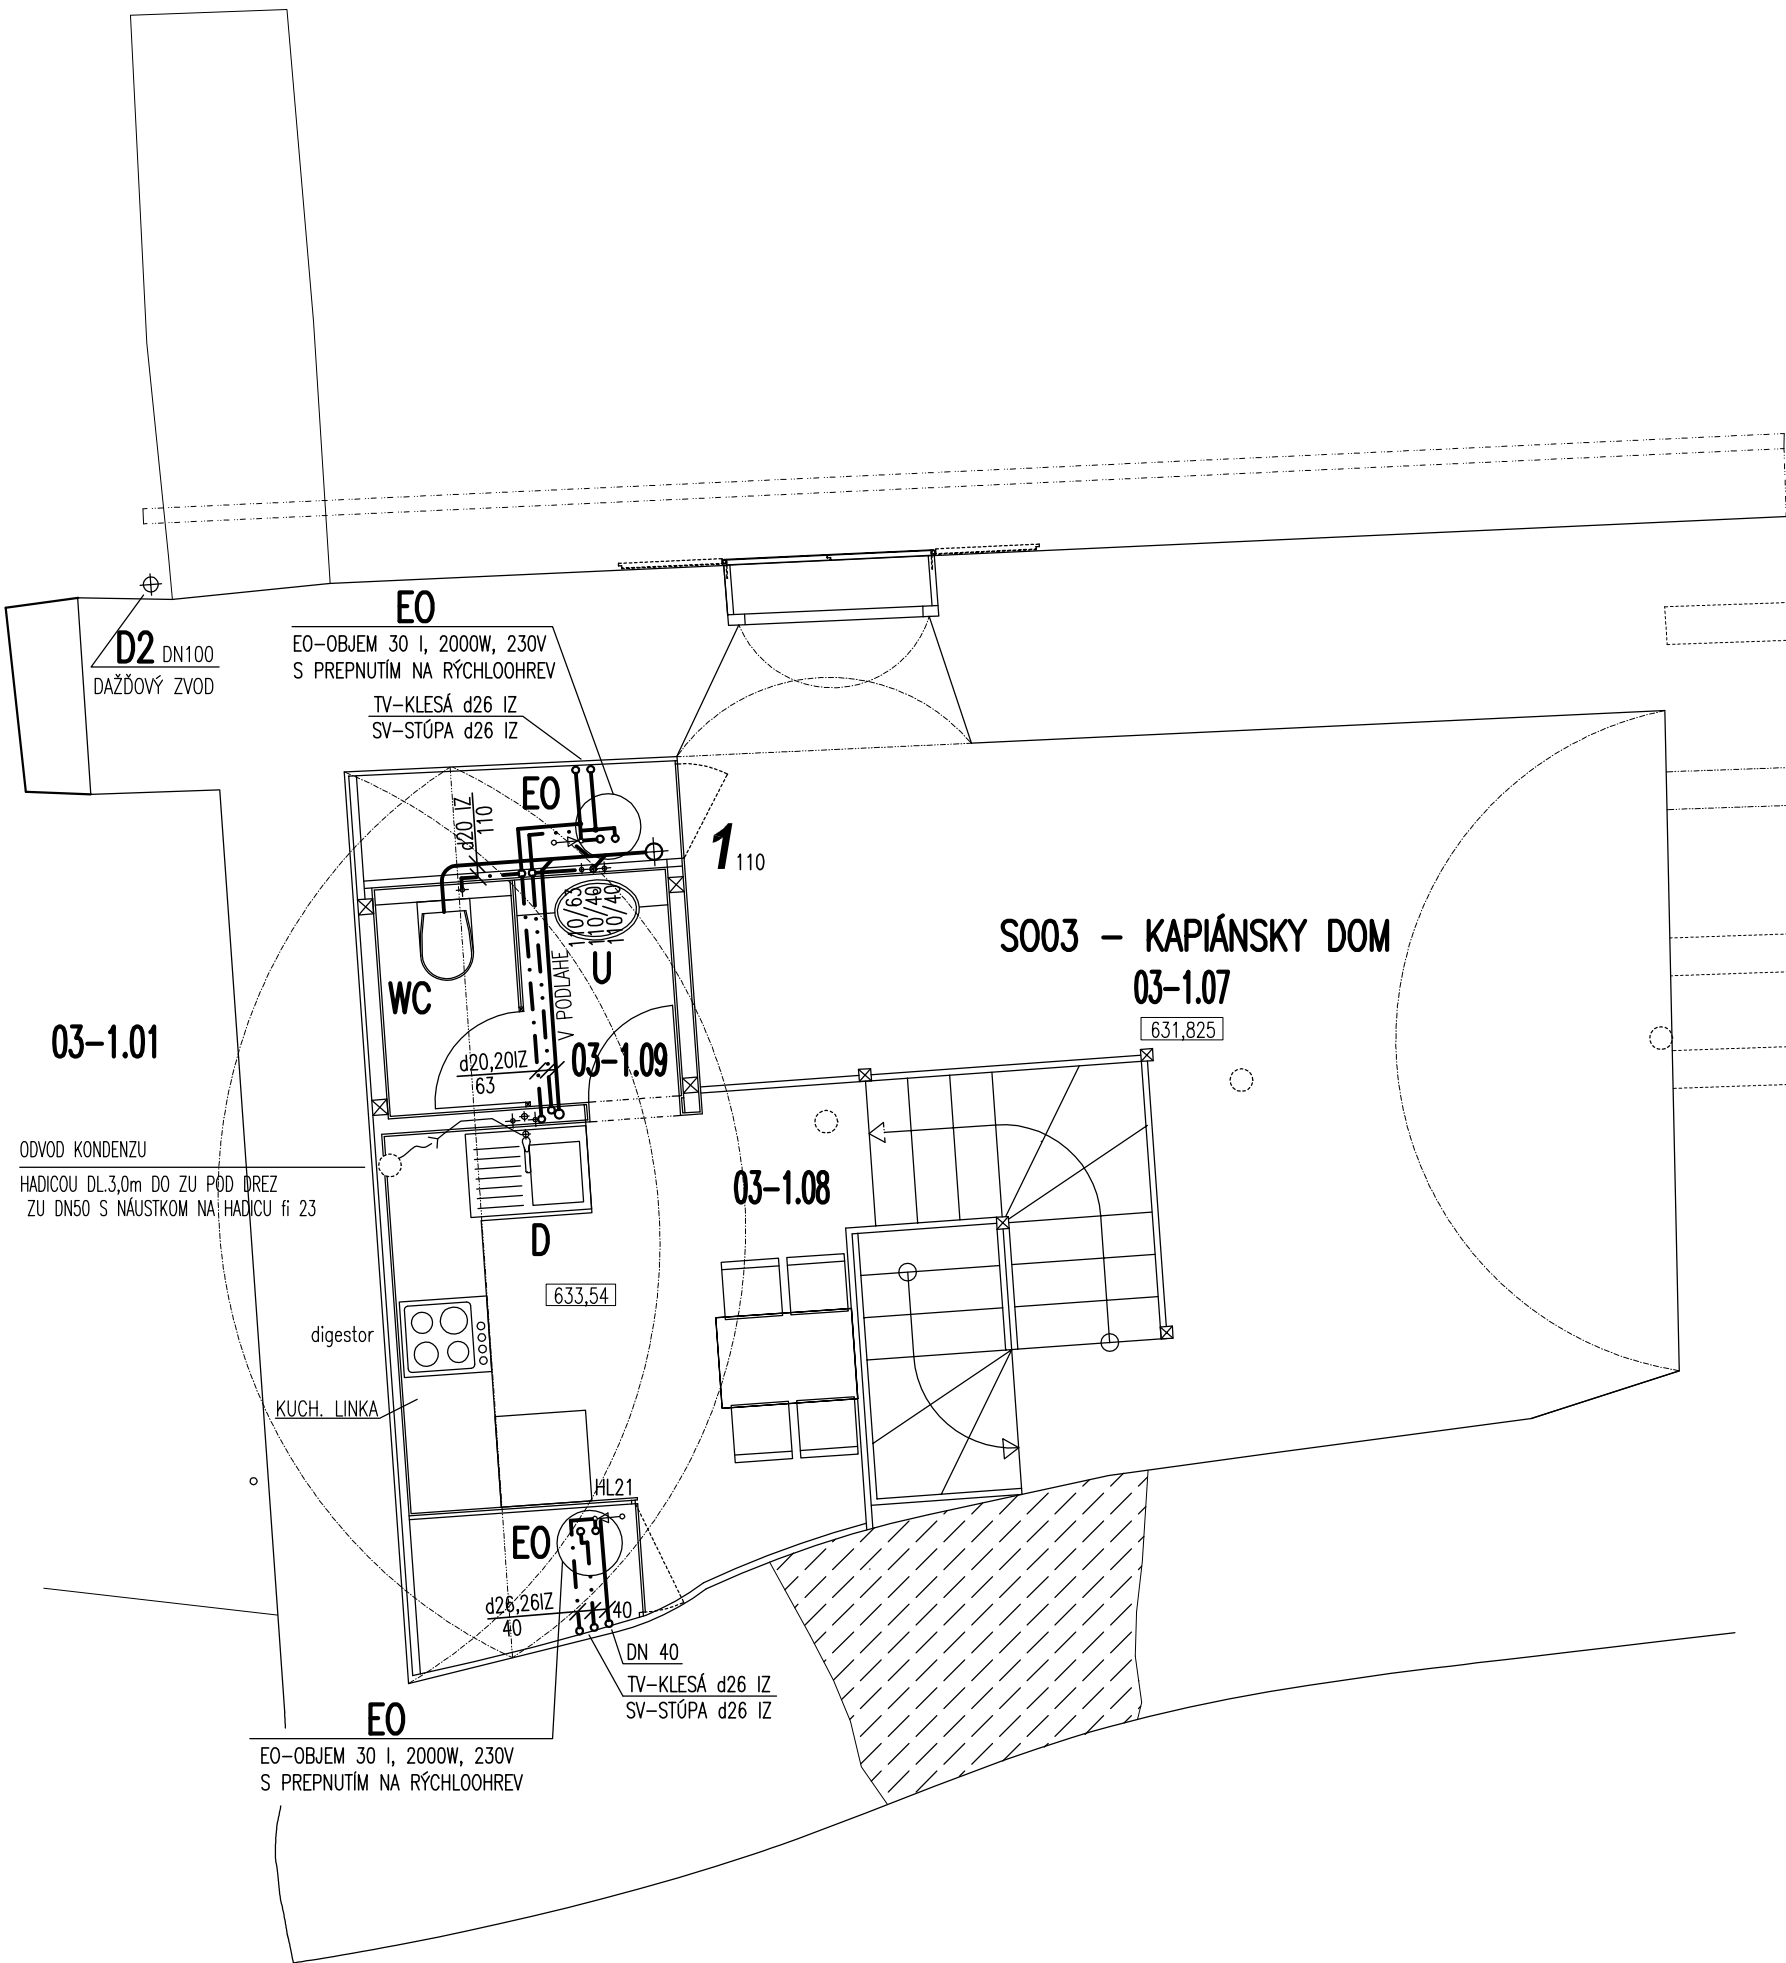 EO
EO-OBJEM 30 l, 2000W, 230V
S PREPNUTÍM NA RÝCHLOOHREV
D2 DN100
DAŽĎOVÝ ZVOD
TV-KLESÁ d26 IZ
SV-STÚPA d26 IZ
EO
d20 IZ
110
1 110
110/63
110/40
110/40
U
WC
V PODLAHE
SO03 - KAPIÁNSKY DOM
03-1.07
631,825
03-1.01
03-1.09
d20,20IZ
63
ODVOD KONDENZU
HADICOU DL.3,0m DO ZU POD DREZ
ZU DN50 S NÁUSTKOM NA HADICU fi 23
03-1.08
D
633,54
digestor
KUCH. LINKA
HL21
EO
d26,26IZ
40
40
DN 40
TV-KLESÁ d26 IZ
SV-STÚPA d26 IZ
EO
EO-OBJEM 30 l, 2000W, 230V
S PREPNUTÍM NA RÝCHLOOHREV